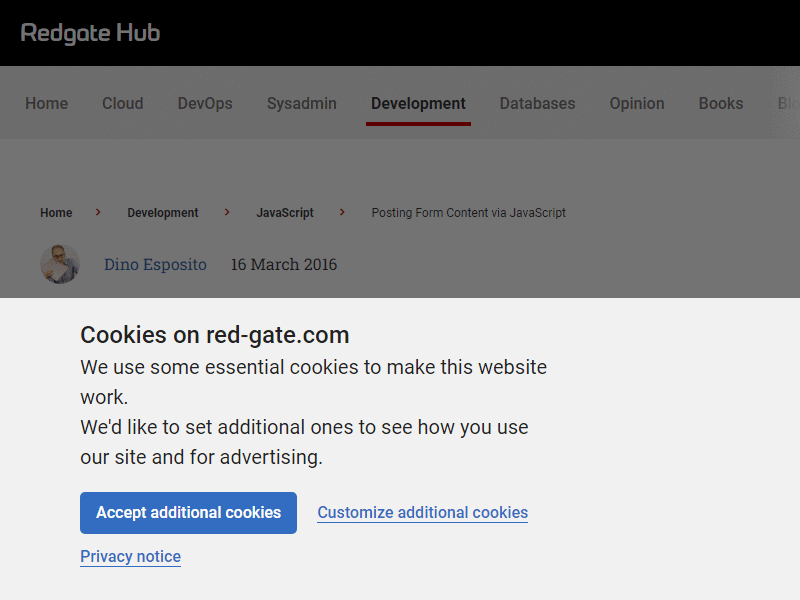 Redgate Hub
Home Cloud DevOps Sysadmin Development Databases Opinion Books
Home > Development > JavaScript > Posting Form Content via JavaScript
Dino Esposito 16 March 2016
Cookies on red-gate.com
We use some essential cookies to make this website
work.
We'd like to set additional ones to see how you use
our site and for advertising.
Accept additional cookies Customize additional cookies
Privacy notice